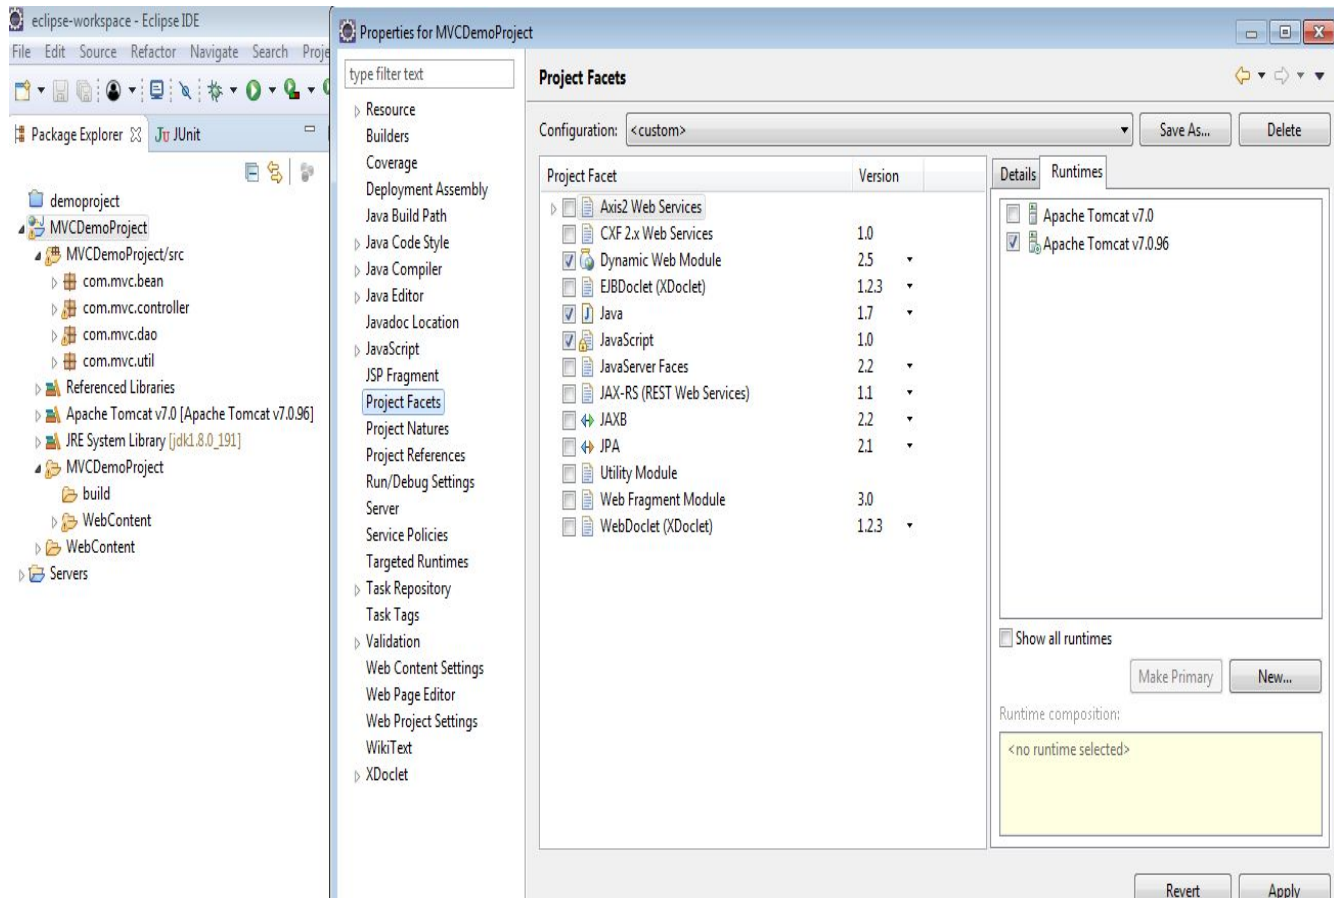 eclipse-workspace - Eclipse IDE
File Edit Source Refactor Navigate Search Proje
Package Explorer JUnit
demoproject
MVCDemoProject
MVCDemoProject/src
com.mvc.bean
com.mvc.controller
com.mvc.dao
com.mvc.util
Referenced Libraries
Apache Tomcat v7.0 [Apache Tomcat v7.0.96]
JRE System Library [jdk1.8.0_191]
MVCDemoProject
build
WebContent
WebContent
Servers
Properties for MVCDemoProject
type filter text
Resource
Builders
Coverage
Deployment Assembly
Java Build Path
Java Code Style
Java Compiler
Java Editor
Javadoc Location
JavaScript
JSP Fragment
Project Facets
Project Natures
Project References
Run/Debug Settings
Server
Service Policies
Targeted Runtimes
Task Repository
Task Tags
Validation
Web Content Settings
Web Page Editor
Web Project Settings
WikiText
XDoclet
Project Facets
Configuration: <custom> Save As... Delete
Project Facet Version
Axis2 Web Services
CXF 2.x Web Services 1.0
Dynamic Web Module 2.5
EJBDoclet (XDoclet) 1.2.3
Java 1.7
JavaScript 1.0
JavaServer Faces 2.2
JAX-RS (REST Web Services) 1.1
JAXB 2.2
JPA 2.1
Utility Module
Web Fragment Module 3.0
WebDoclet (XDoclet) 1.2.3
Details Runtimes
Apache Tomcat v7.0
Apache Tomcat v7.0.96
Show all runtimes
Make Primary New...
Runtime composition:
<no runtime selected>
Revert Apply